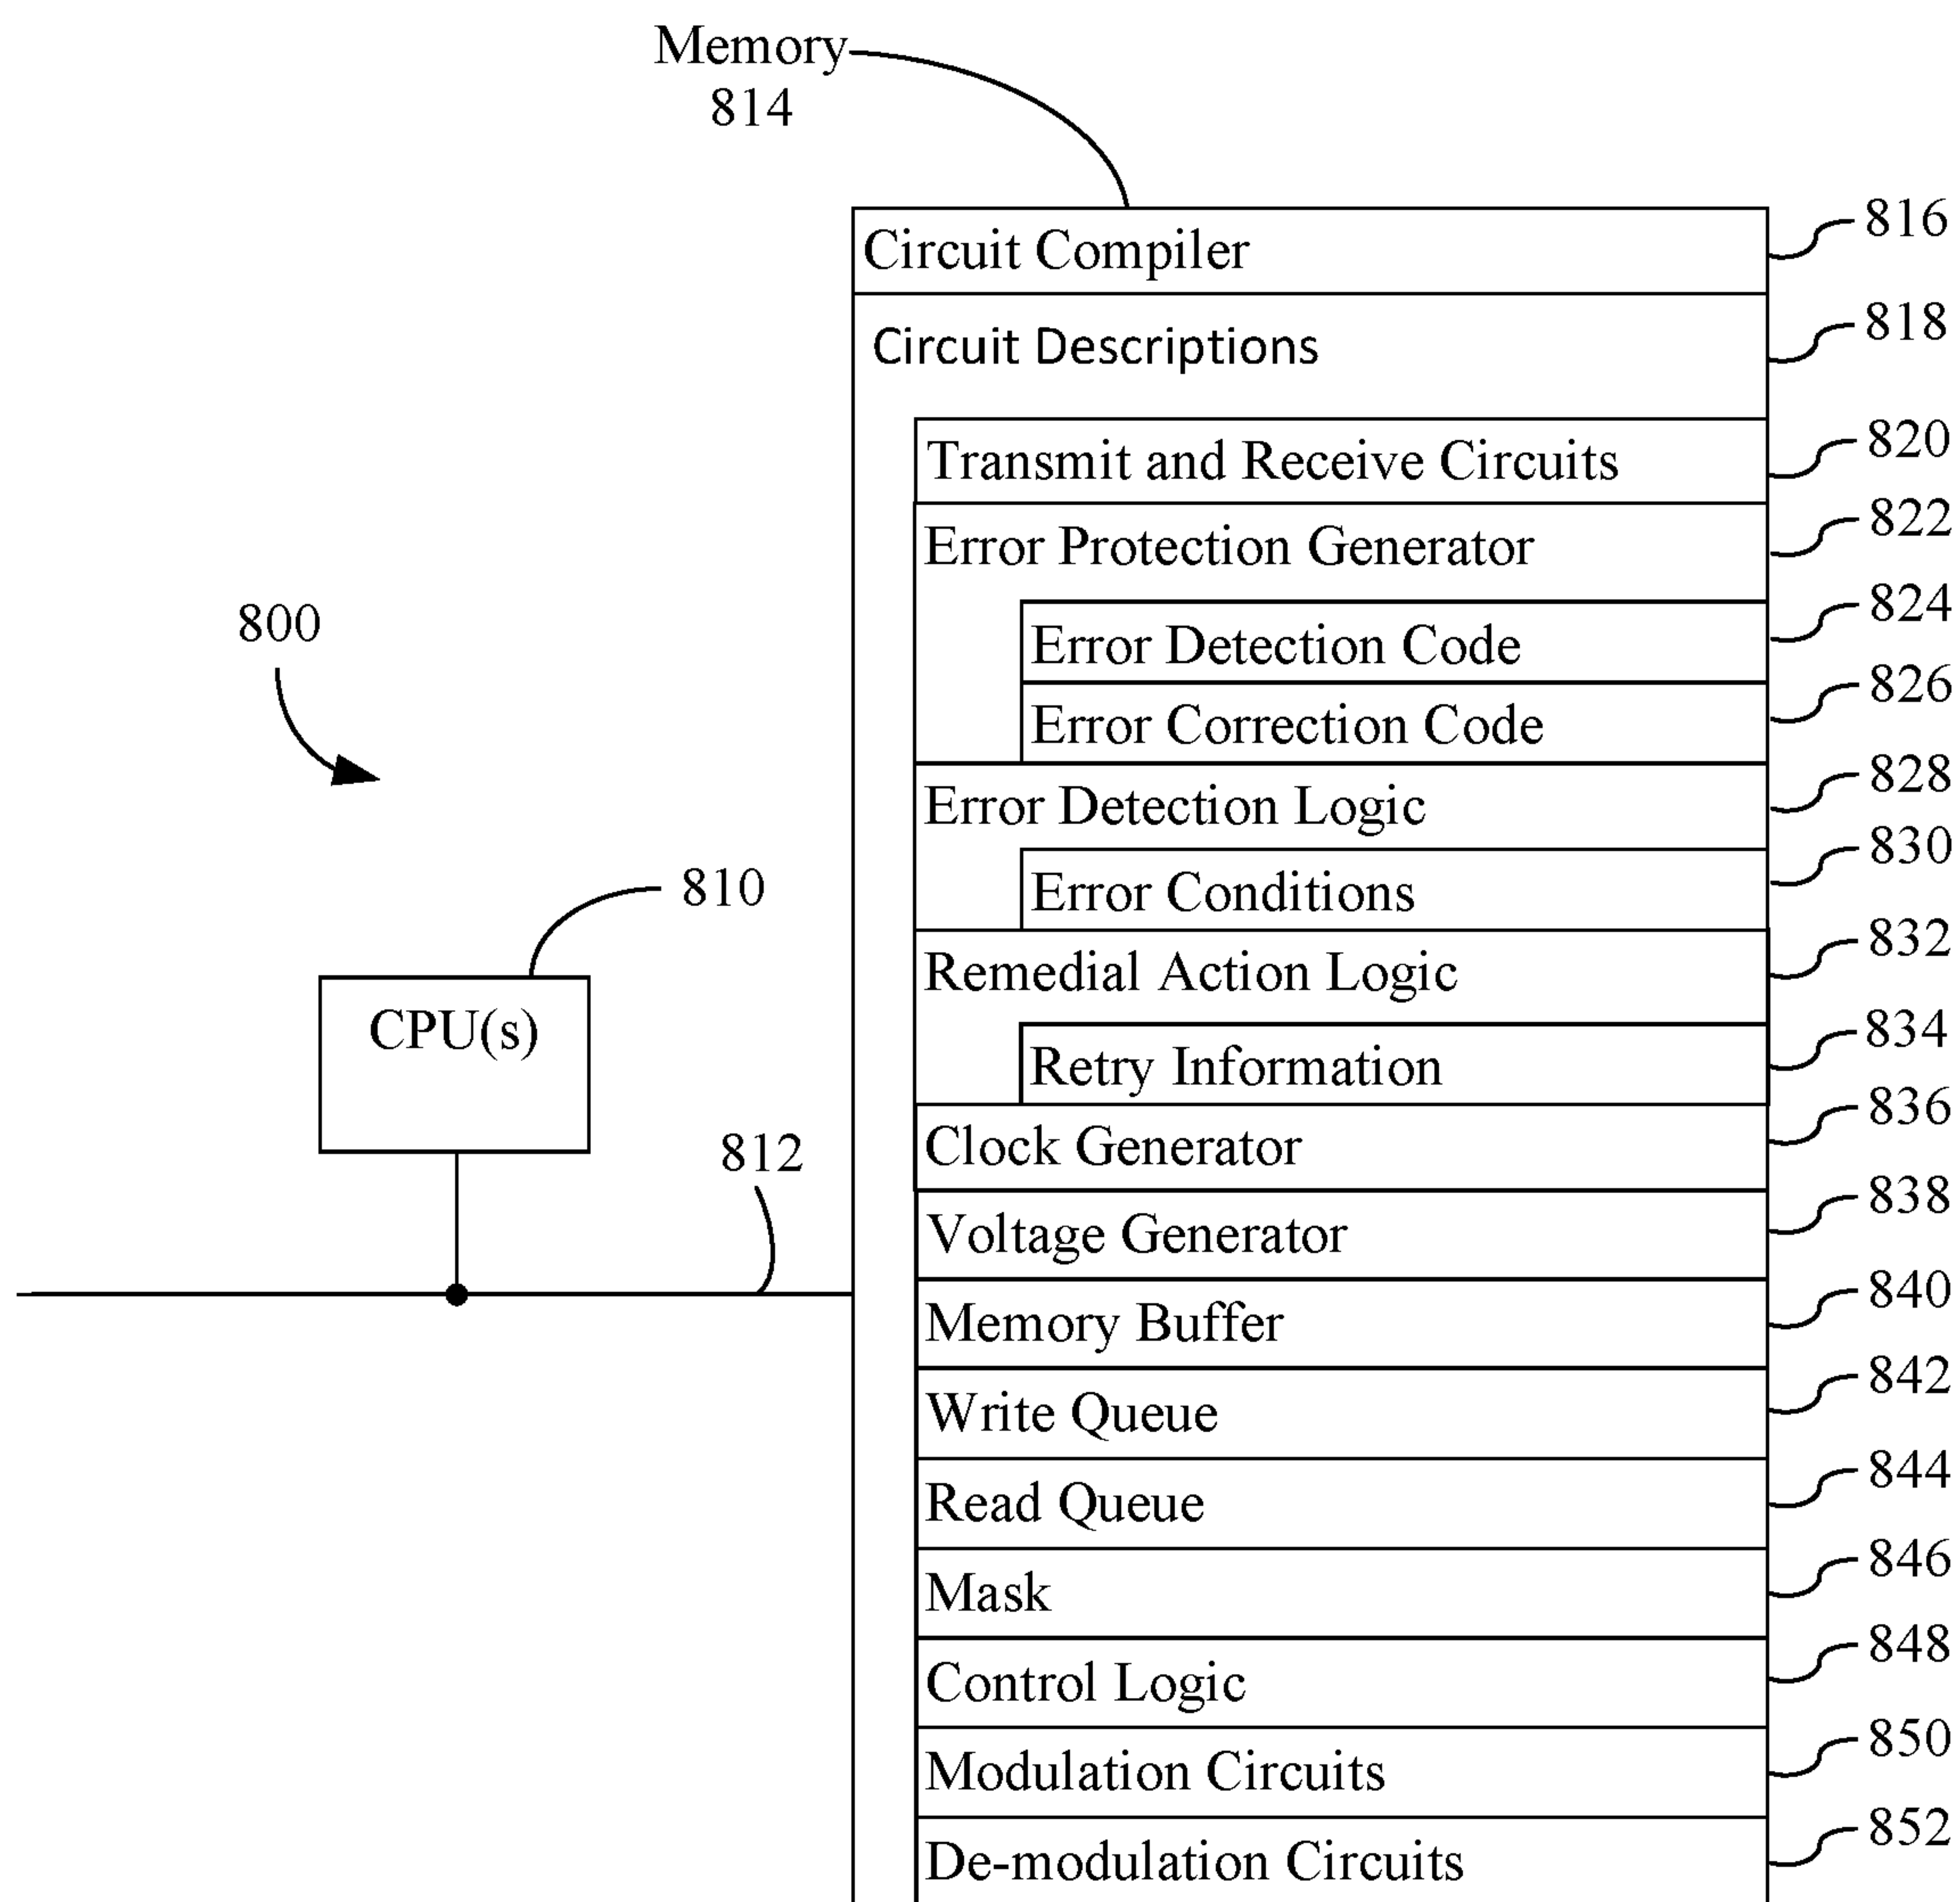 Memory
814
Circuit Compiler 816
Circuit Descriptions 818
Transmit and Receive Circuits 820
Error Protection Generator 822
Error Detection Code 824
Error Correction Code 826
Error Detection Logic 828
Error Conditions 830
Remedial Action Logic 832
Retry Information 834
Clock Generator 836
Voltage Generator 838
Memory Buffer 840
Write Queue 842
Read Queue 844
Mask 846
Control Logic 848
Modulation Circuits 850
De-modulation Circuits 852
800
810
CPU(s)
812